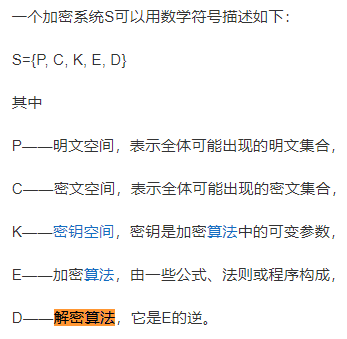 一个加密系统S可以用数学符号描述如下：
S={P, C, K, E, D}
其中
P——明文空间，表示全体可能出现的明文集合，
C——密文空间，表示全体可能出现的密文集合，
K——密钥空间，密钥是加密算法中的可变参数，
E——加密算法，由一些公式、法则或程序构成，
D——解密算法，它是E的逆。